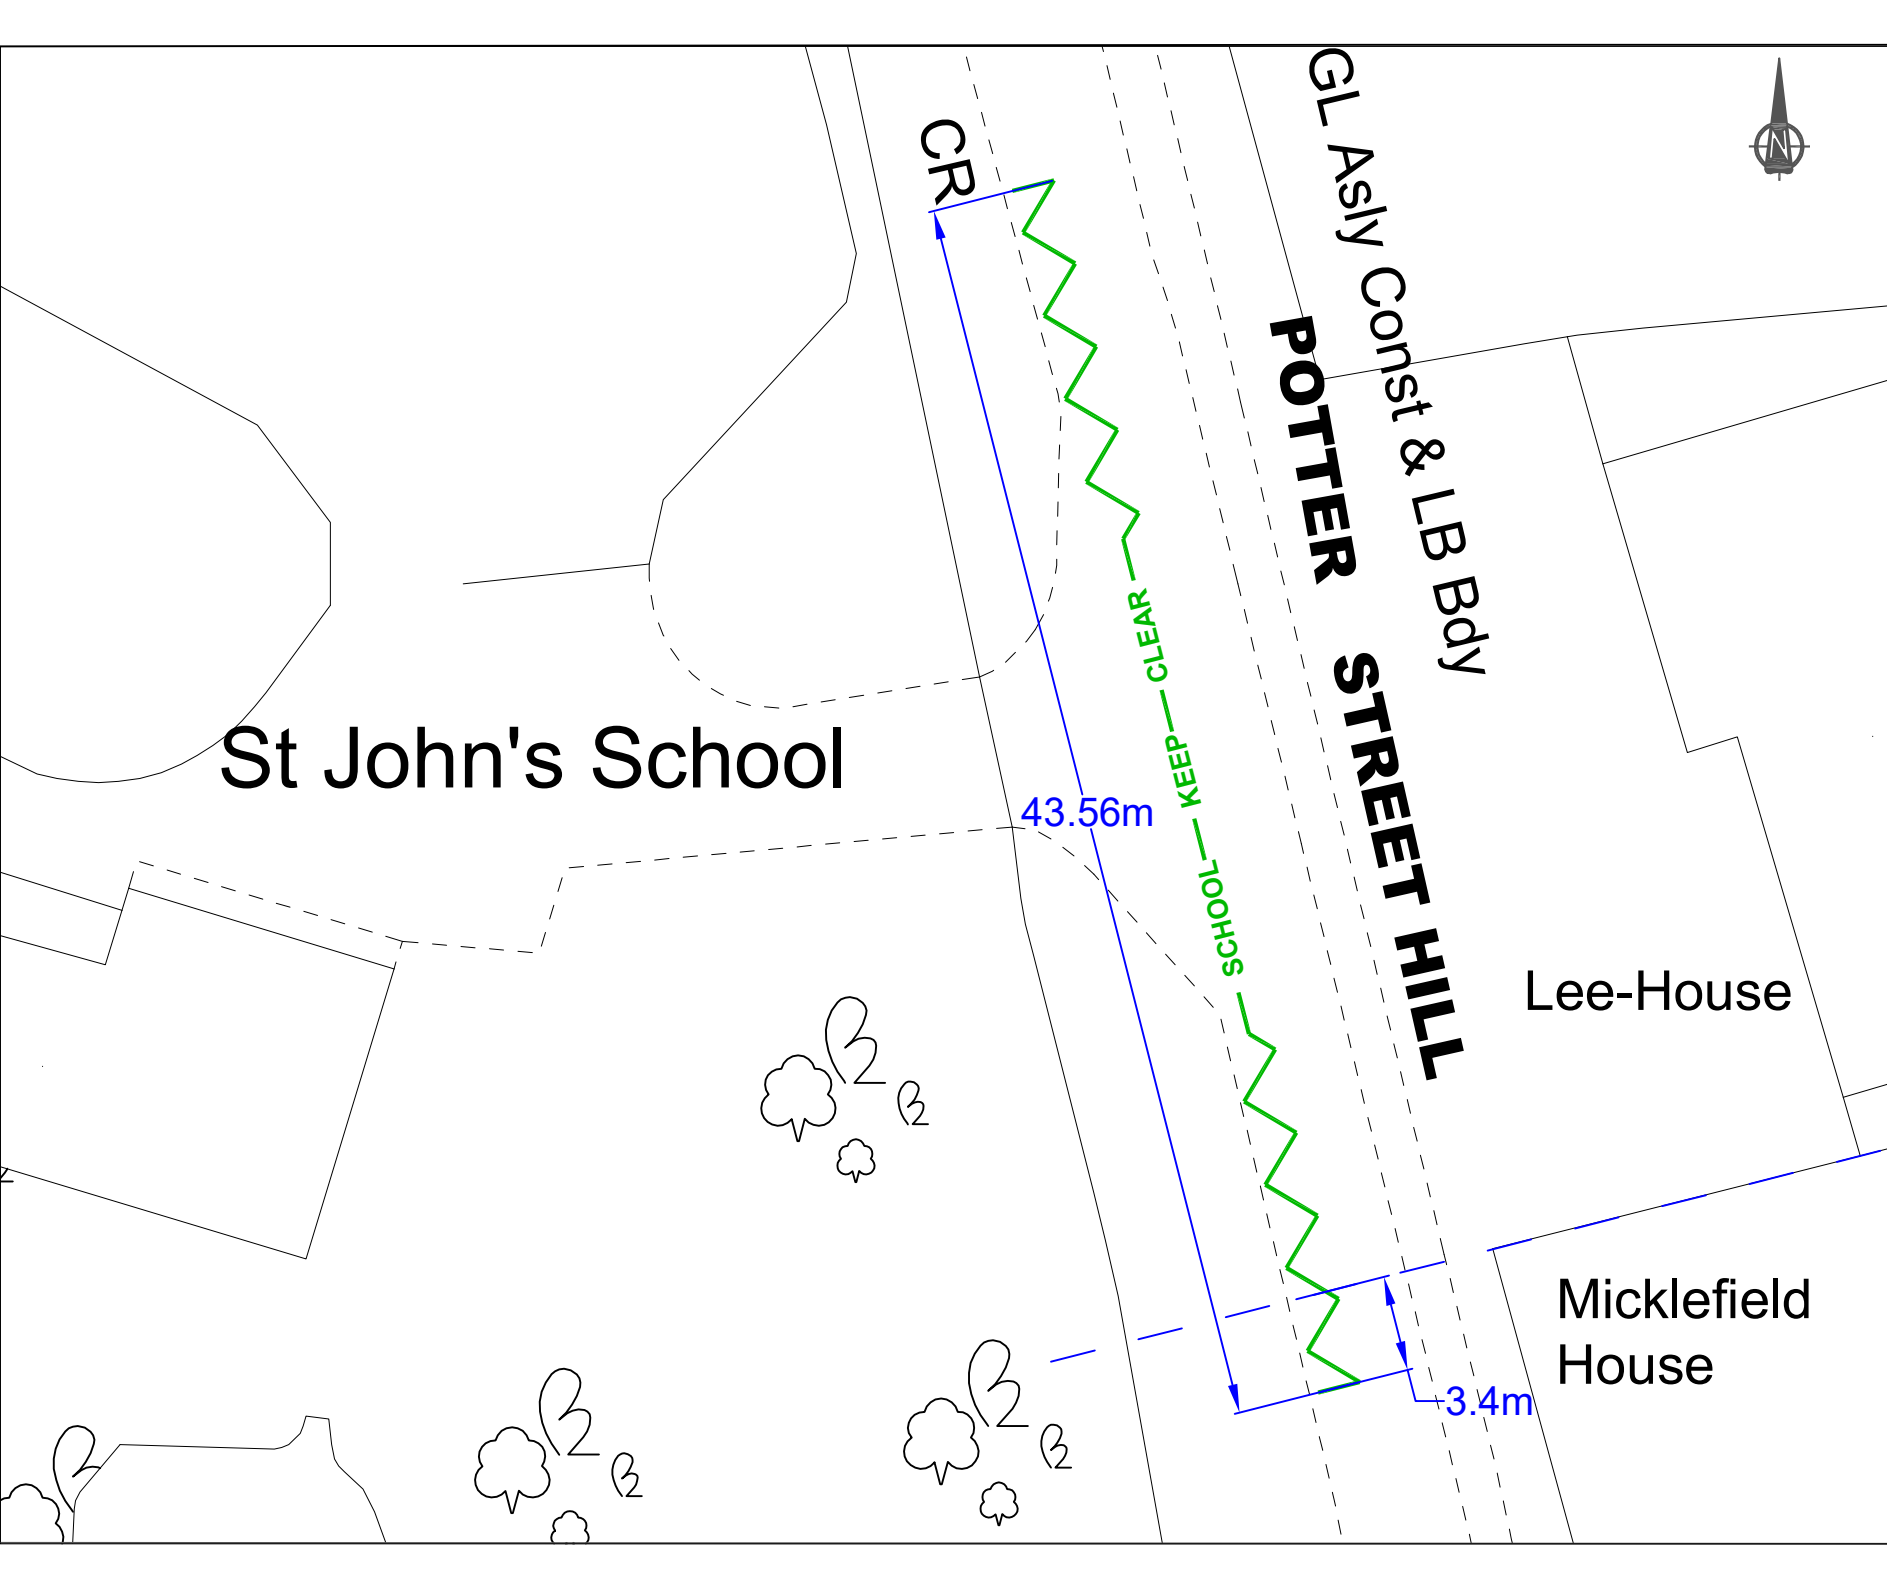 GL Asly Const & LB Bdy
CR
POTTER STREET HILL
St John's School
SCHOOL KEEP CLEAR
43.56m
Lee-House
Micklefield
House
3.4m
N